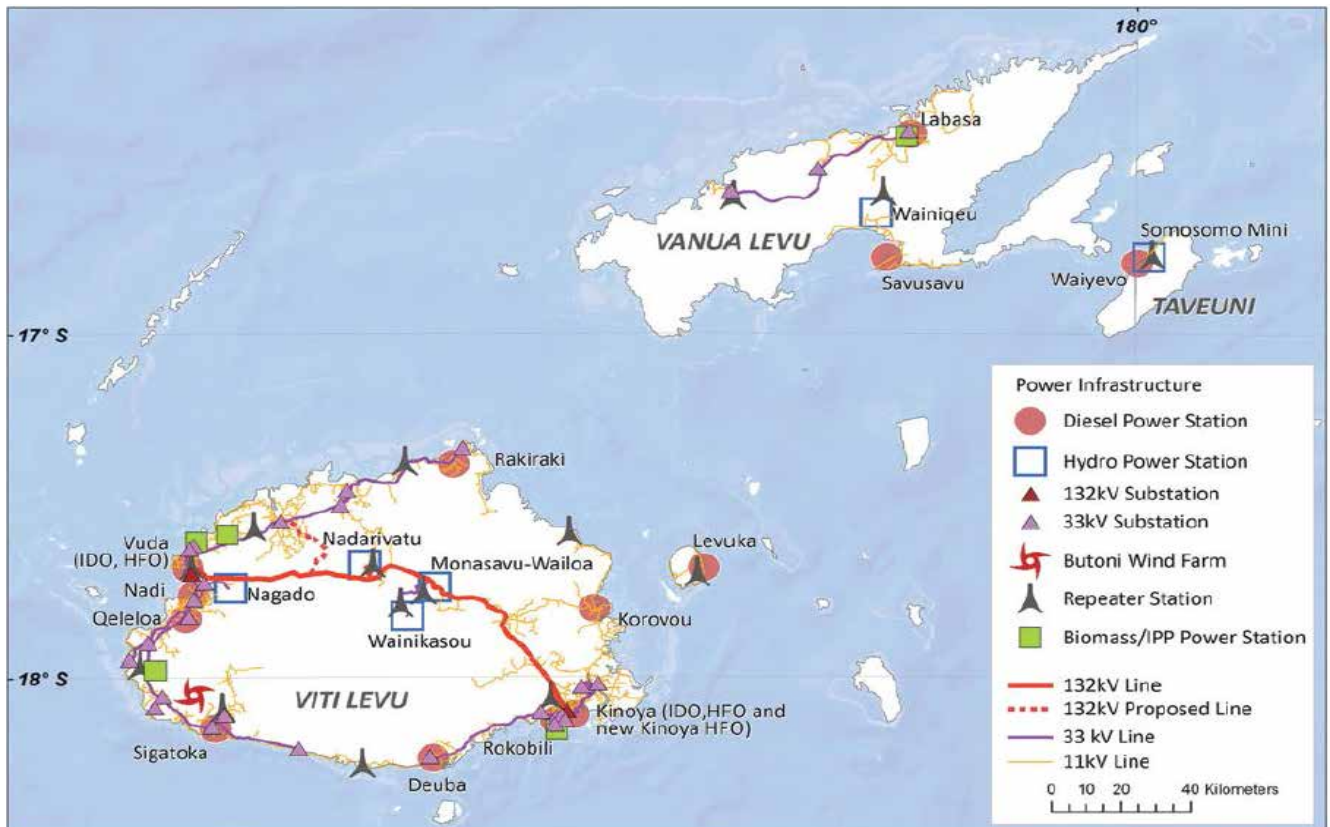 180°
Labasa
Wainiqeu
VANUA LEVU
Somosomo Mini
Savusavu
Waiyevo
TAVEUNI
17° S
Power Infrastructure
Diesel Power Station
Hydro Power Station
132kV Substation
33kV Substation
Butoni Wind Farm
Repeater Station
Biomass/IPP Power Station
132kV Line
132kV Proposed Line
33 kV Line
11kV Line
0 10 20 40 Kilometers
Rakiraki
Vuda
(IDO, HFO)
Nadarivatu
Monasavu-Wailoa
Levuka
Nadi
Nagado
Qeleloa
Wainikasou
Korovou
18° S
VITI LEVU
Kinoya (IDO,HFO and
new Kinoya HFO)
Sigatoka
Rokobili
Deuba